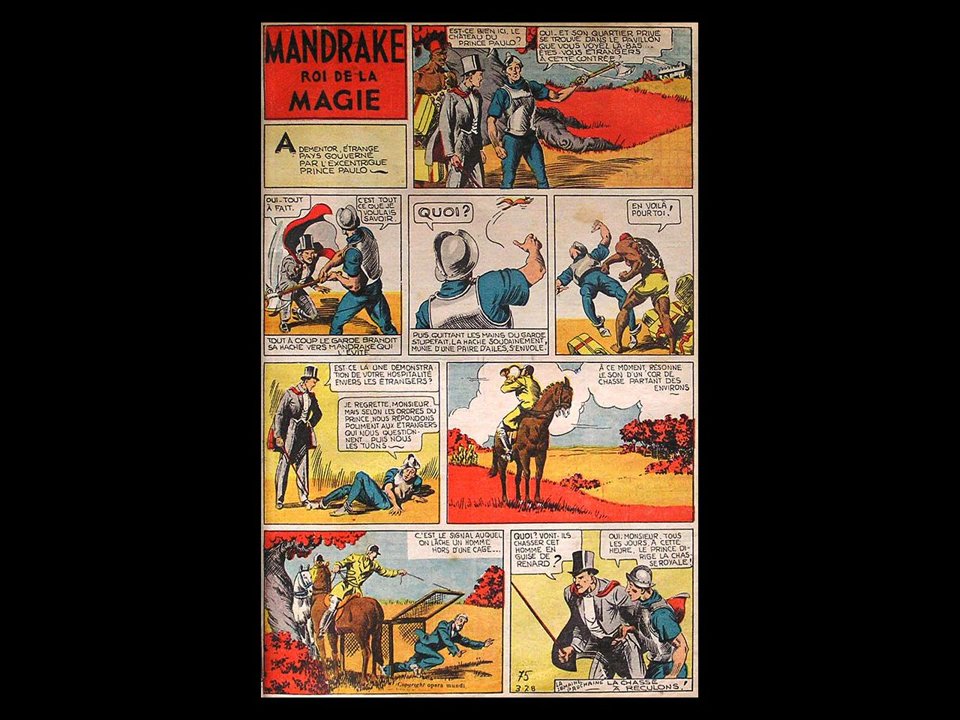 MANDRAKE
ROI DE LA
MAGIE
A DEMENTOR, ÉTRANGE
PAYS GOUVERNÉ
PAR L'EXCENTRIQUE
PRINCE PAULO
EST-CE BIEN ICI, LE
CHÂTEAU DU
PRINCE PAULO?
OUI. ET SON QUARTIER PRIVÉ
SE TROUVE DANS LE PAVILLON
QUE VOUS VOYEZ LÀ-BAS...
ÊTES-VOUS ÉTRANGERS
À CETTE CONTRÉE?
OUI-TOUT
À FAIT.
C'EST TOUT
CE QUE JE
VOULAIS
SAVOIR.
TOUT À COUP LE GARDE BRANDIT
SA HACHE VERS MANDRAKE QUI
L'ÉVITE
QUOI?
PUIS, QUITTANT LES MAINS DU GARDE
STUPÉFAIT, LA HACHE SOUDAINEMENT,
MUNIE D'UNE PAIRE D'AILES, S'ENVOLE.
EN VOILÀ
POUR TOI!
EST-CE LÀ UNE DÉMONSTRA
TION DE VOTRE HOSPITALITÉ
ENVERS LES ÉTRANGERS?
JE REGRETTE, MONSIEUR.
MAIS SELON LES ORDRES DU
PRINCE, NOUS RÉPONDONS
POLIMENT AUX ÉTRANGERS
QUI NOUS QUESTION-
NENT... PUIS NOUS
LES TUONS
À CE MOMENT RÉSONNE
LE SON D'UN COR DE
CHASSE PARTANT DES
ENVIRONS
C'EST LE SIGNAL AUQUEL
ON LÂCHE UN HOMME
HORS D'UNE CAGE...
Copyright opera mundi
QUOI? VONT-ILS
CHASSER CET
HOMME EN
GUISE DE
RENARD?
OUI, MONSIEUR, TOUS
LES JOURS À CETTE
HEURE, LE PRINCE DI-
RIGE LA CHAS-
SE ROYALE!
75
3-28
LA SEMAINE PROCHAINE: LA CHASSE
À RECULONS!